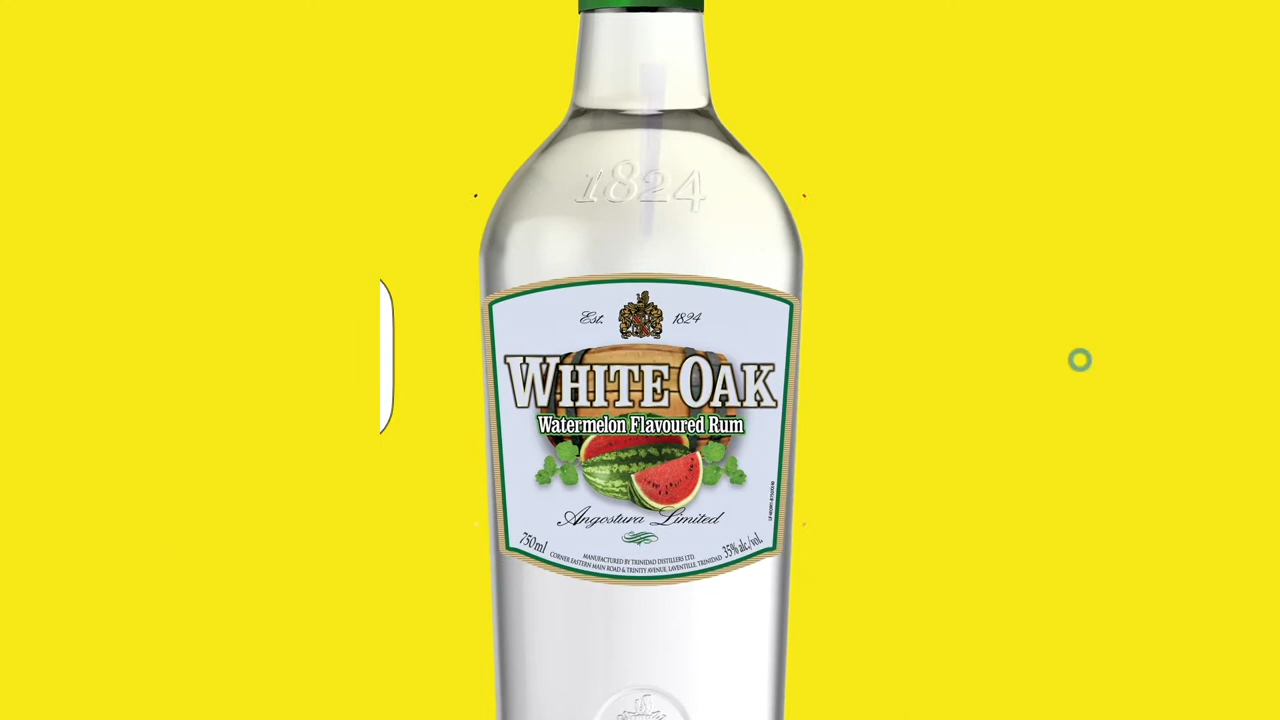 1824
Est. 1824
WHITE OAK
Watermelon Flavoured Rum
Angostura Limited
750ml 35% alc./vol.
MANUFACTURED BY TRINIDAD DISTILLERS LTD.
CORNER EASTERN MAIN ROAD & TRINITY AVENUE, LAVENTILLE, TRINIDAD